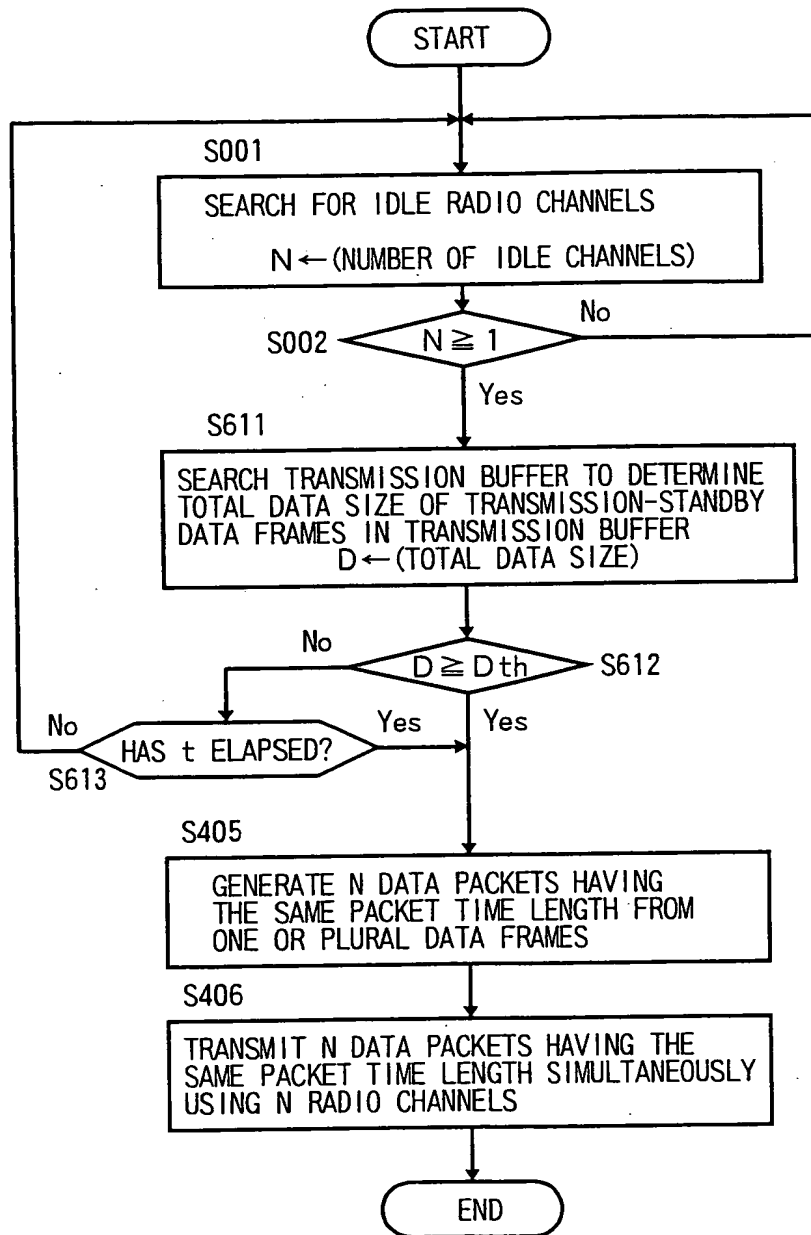 START
S001
SEARCH FOR IDLE RADIO CHANNELS
N←(NUMBER OF IDLE CHANNELS)
No
S002
N≧1
Yes
S611
SEARCH TRANSMISSION BUFFER TO DETERMINE
TOTAL DATA SIZE OF TRANSMISSION-STANDBY
DATA FRAMES IN TRANSMISSION BUFFER
D←(TOTAL DATA SIZE)
No
D≧Dth
S612
No
Yes
Yes
HAS t ELAPSED?
S613
S405
GENERATE N DATA PACKETS HAVING
THE SAME PACKET TIME LENGTH FROM
ONE OR PLURAL DATA FRAMES
S406
TRANSMIT N DATA PACKETS HAVING THE
SAME PACKET TIME LENGTH SIMULTANEOUSLY
USING N RADIO CHANNELS
END